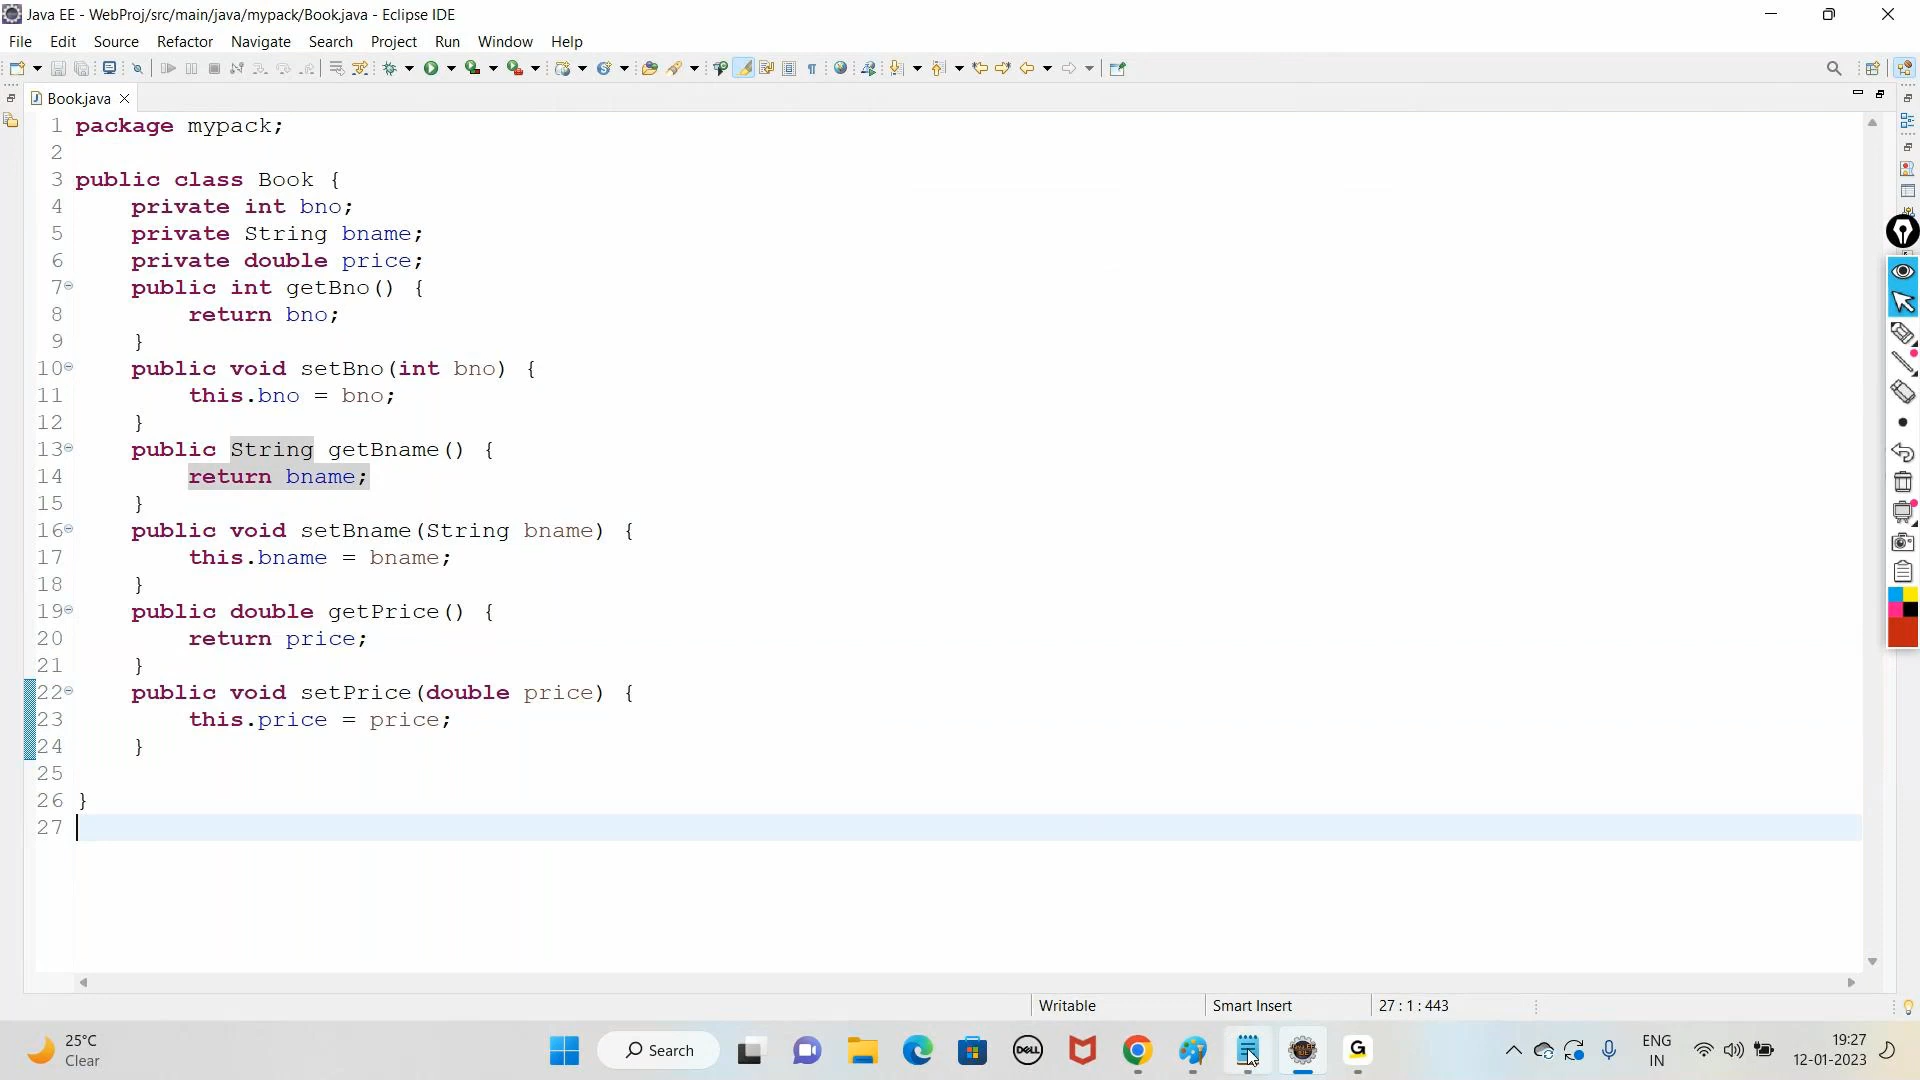 Java EE - WebProj/src/main/java/mypack/Book.java - Eclipse IDE
File Edit Source Refactor Navigate Search Project Run Window Help
Book.java
1 package mypack;
2
3 public class Book {
4 private int bno;
5 private String bname;
6 private double price;
7 public int getBno() {
8 return bno;
9 }
10 public void setBno(int bno) {
11 this.bno = bno;
12 }
13 public String getBname() {
14 return bname;
15 }
16 public void setBname(String bname) {
17 this.bname = bname;
18 }
19 public double getPrice() {
20 return price;
21 }
22 public void setPrice(double price) {
23 this.price = price;
24 }
25
26 }
27
Writable Smart Insert 27 : 1 : 443
25°C
Clear
Search
DELL
G
ENG
IN
19:27
12-01-2023